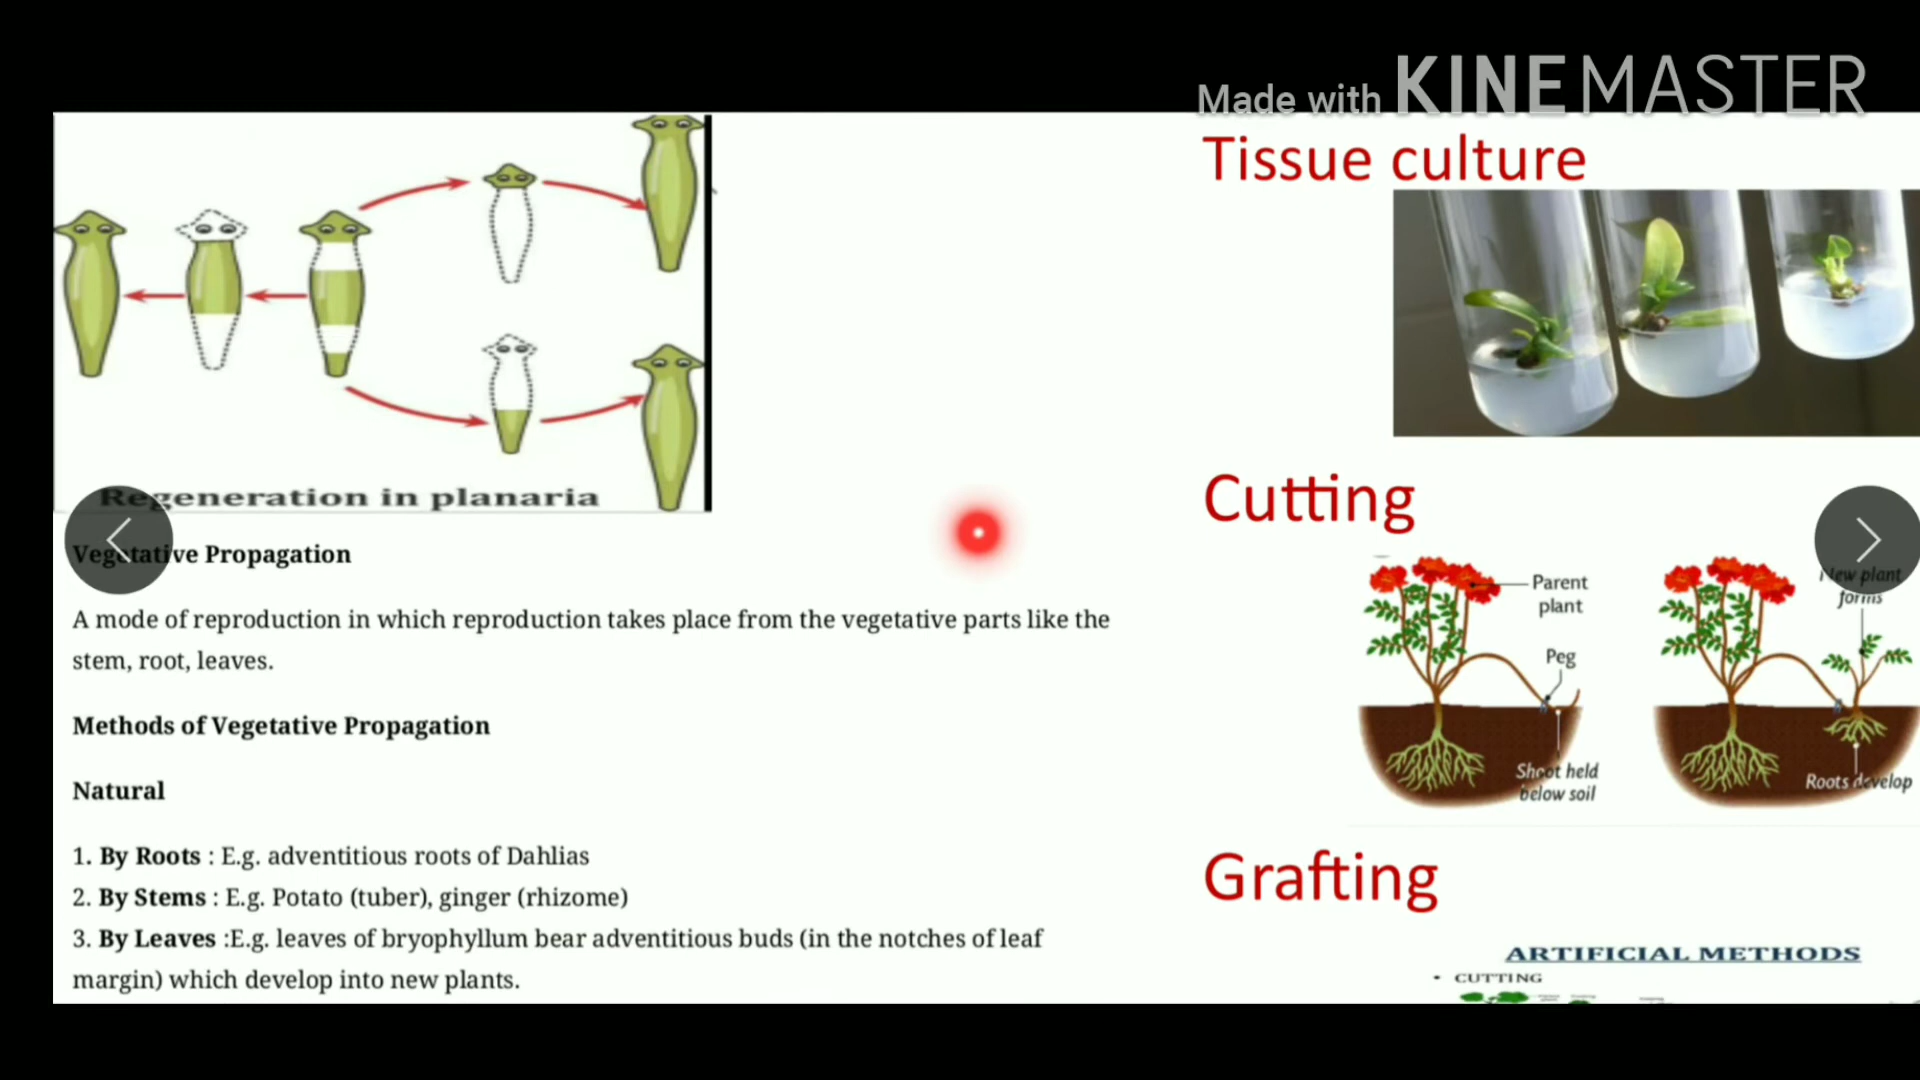 Made with KINEMASTER
Regeneration in planaria
Vegetative Propagation
A mode of reproduction in which reproduction takes place from the vegetative parts like the
stem, root, leaves.
Methods of Vegetative Propagation
Natural
1. By Roots : E.g. adventitious roots of Dahlias
2. By Stems : E.g. Potato (tuber), ginger (rhizome)
3. By Leaves :E.g. leaves of bryophyllum bear adventitious buds (in the notches of leaf
margin) which develop into new plants.
Tissue culture
Cutting
Parent
plant
Peg
Shoot held
below soil
New plant
forms
Roots develop
Grafting
ARTIFICIAL METHODS
• CUTTING